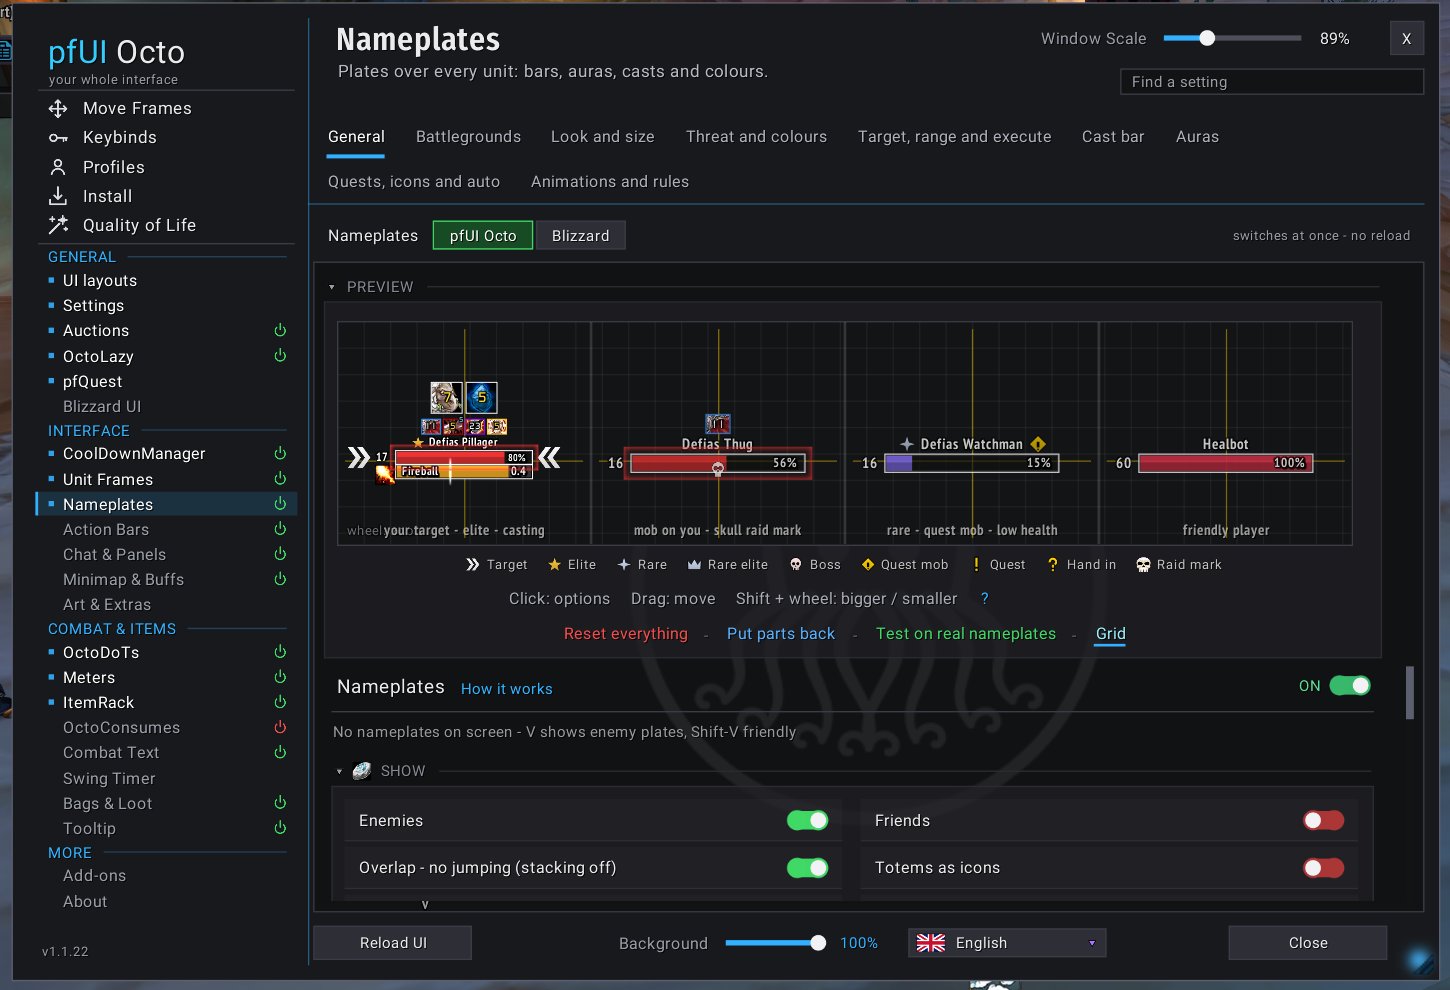 pfUI Octo
your whole interface
Move Frames
Keybinds
Profiles
Install
Quality of Life
GENERAL
UI layouts
Settings
Auctions
OctoLazy
pfQuest
Blizzard UI
INTERFACE
CoolDownManager
Unit Frames
Nameplates
Action Bars
Chat & Panels
Minimap & Buffs
Art & Extras
COMBAT & ITEMS
OctoDoTs
Meters
ItemRack
OctoConsumes
Combat Text
Swing Timer
Bags & Loot
Tooltip
MORE
Add-ons
About
v1.1.22
Nameplates
Plates over every unit: bars, auras, casts and colours.
Window Scale 89% X
Find a setting
General Battlegrounds Look and size Threat and colours Target, range and execute Cast bar Auras
Quests, icons and auto Animations and rules
Nameplates pfUI Octo Blizzard switches at once - no reload
PREVIEW
7 5
11 5 23
Defias Pillager
17 80%
Fireball 0.4
your target - elite - casting
11
Defias Thug
16 56%
mob on you - skull raid mark
Defias Watchman
16 15%
rare - quest mob - low health
Healbot
60 100%
friendly player
Target Elite Rare Rare elite Boss Quest mob Quest Hand in Raid mark
Click: options Drag: move Shift + wheel: bigger / smaller ?
Reset everything - Put parts back - Test on real nameplates - Grid
Nameplates How it works ON
No nameplates on screen - V shows enemy plates, Shift-V friendly
SHOW
Enemies Friends
Overlap - no jumping (stacking off) Totems as icons
Reload UI Background 100% English Close